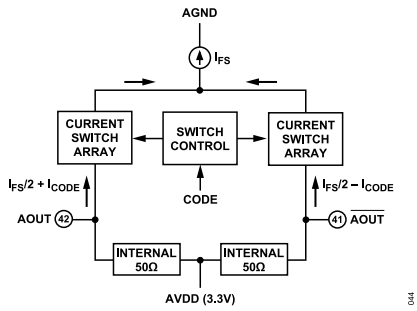 AGND
I_FS
CURRENT
SWITCH
ARRAY
SWITCH
CONTROL
CURRENT
SWITCH
ARRAY
I_FS/2 + I_CODE
CODE
I_FS/2 – I_CODE
AOUT 42
41 A̅O̅U̅T̅
INTERNAL
50Ω
INTERNAL
50Ω
AVDD (3.3V)
044